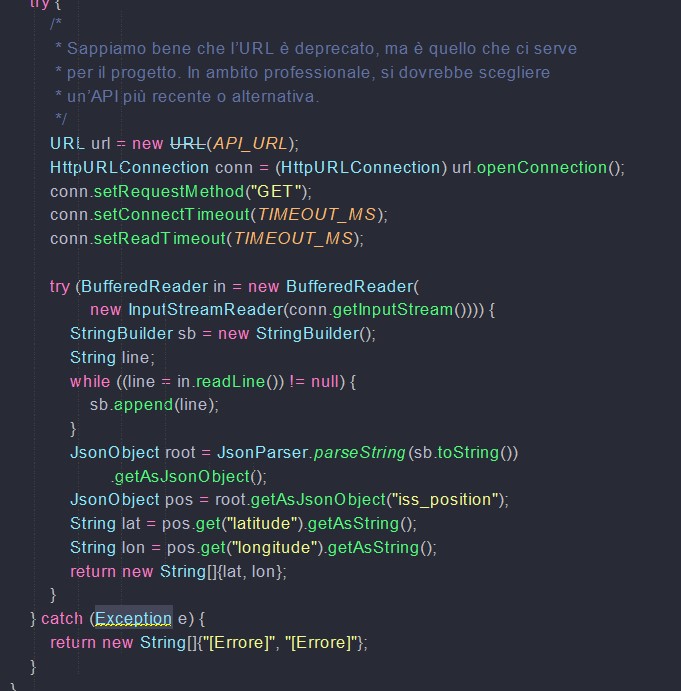 try {
/*
* Sappiamo bene che l'URL è deprecato, ma è quello che ci serve
* per il progetto. In ambito professionale, si dovrebbe scegliere
* un'API più recente o alternativa.
*/
URL url = new URL(API_URL);
HttpURLConnection conn = (HttpURLConnection) url.openConnection();
conn.setRequestMethod("GET");
conn.setConnectTimeout(TIMEOUT_MS);
conn.setReadTimeout(TIMEOUT_MS);
try (BufferedReader in = new BufferedReader(
new InputStreamReader(conn.getInputStream()))) {
StringBuilder sb = new StringBuilder();
String line;
while ((line = in.readLine()) != null) {
sb.append(line);
}
JsonObject root = JsonParser.parseString(sb.toString())
.getAsJsonObject();
JsonObject pos = root.getAsJsonObject("iss_position");
String lat = pos.get("latitude").getAsString();
String lon = pos.get("longitude").getAsString();
return new String[]{lat, lon};
}
} catch (Exception e) {
return new String[]{"[Errore]", "[Errore]"};
}
}